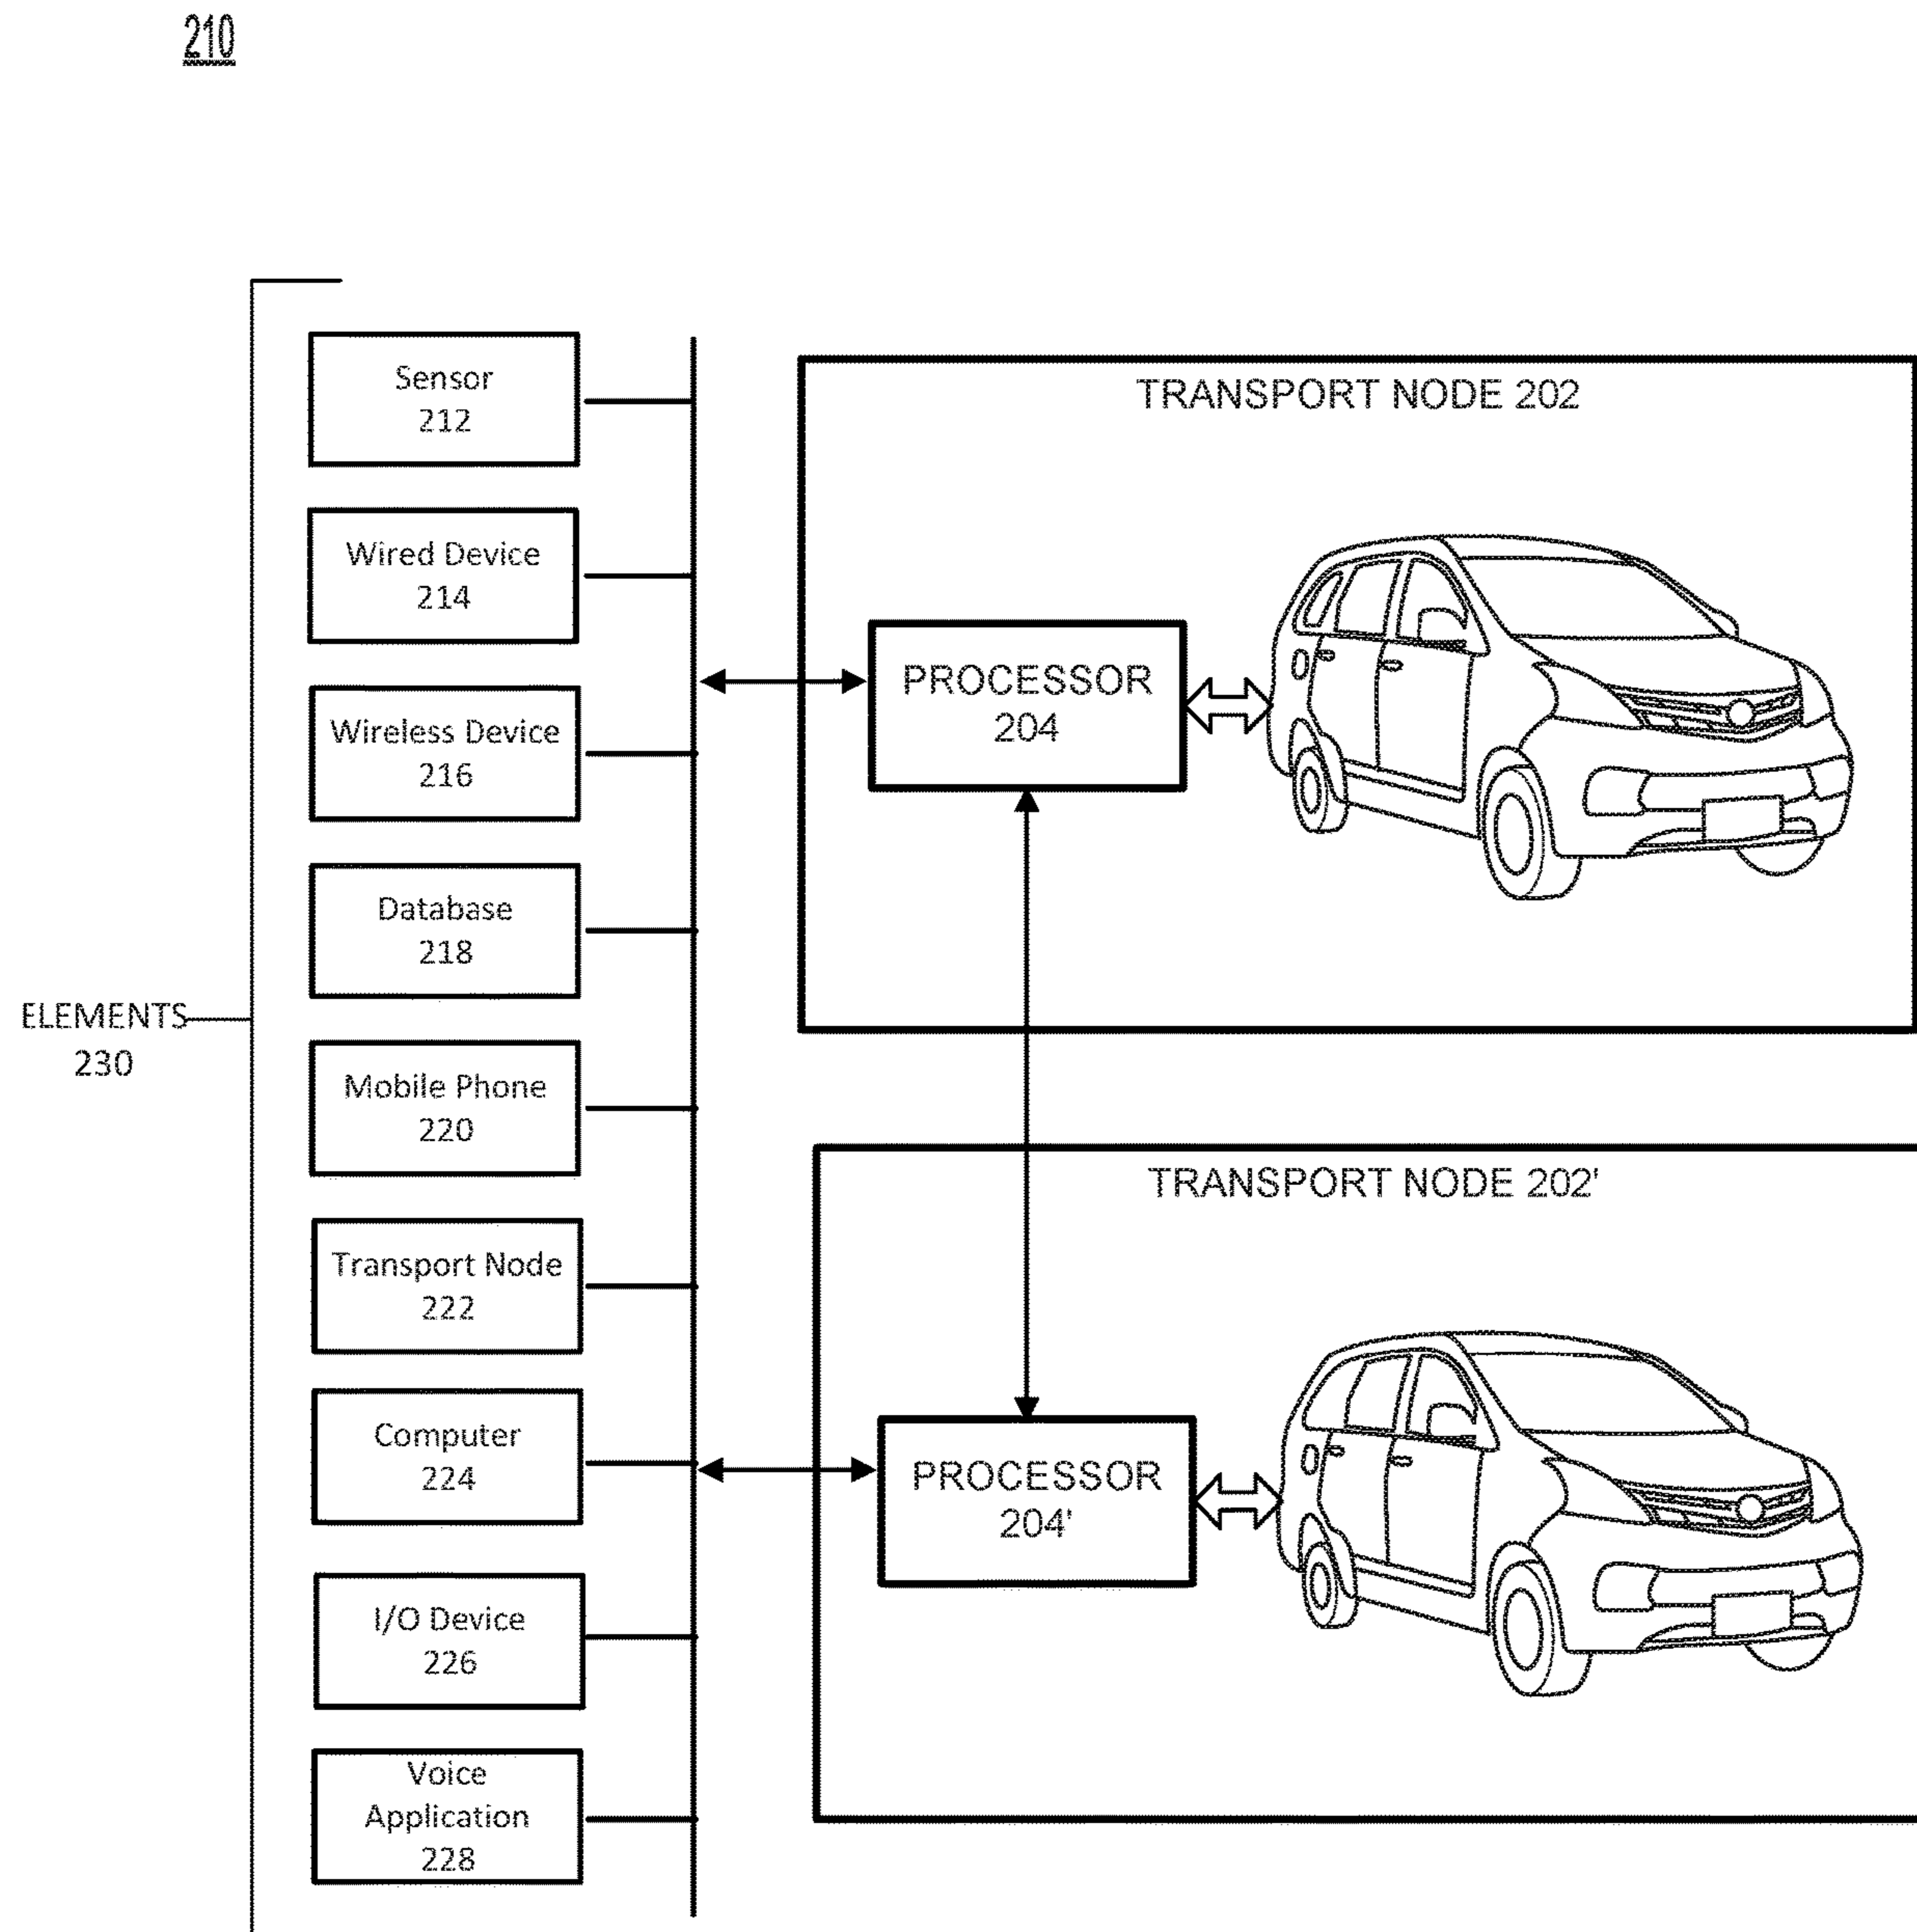 210
Sensor
212
Wired Device
214
Wireless Device
216
Database
218
ELEMENTS
230
Mobile Phone
220
Transport Node
222
Computer
224
I/O Device
226
Voice
Application
228
TRANSPORT NODE 202
PROCESSOR
204
TRANSPORT NODE 202'
PROCESSOR
204'